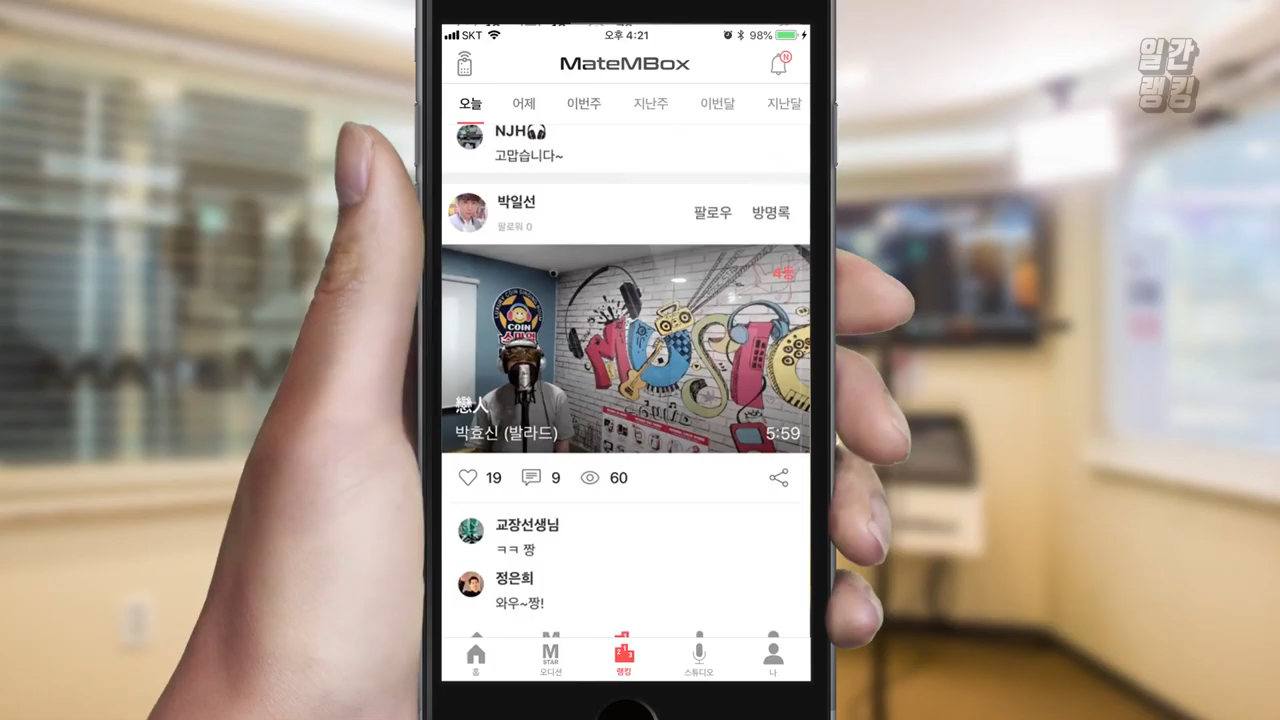 일간
랭킹
SKT
오후 4:21
98%
MateMBox
N
오늘 어제 이번주 지난주 이번달 지난달
NJH
고맙습니다~
박일선
팔로워 0
팔로우 방명록
4등
COIN
MUSIC
戀人
박효신 (발라드)
5:59
19 9 60
교장선생님
ㅋㅋ 짱
정은희
와우~짱!
M
STAR
2 1 3
홈 오디션 랭킹 스튜디오 나